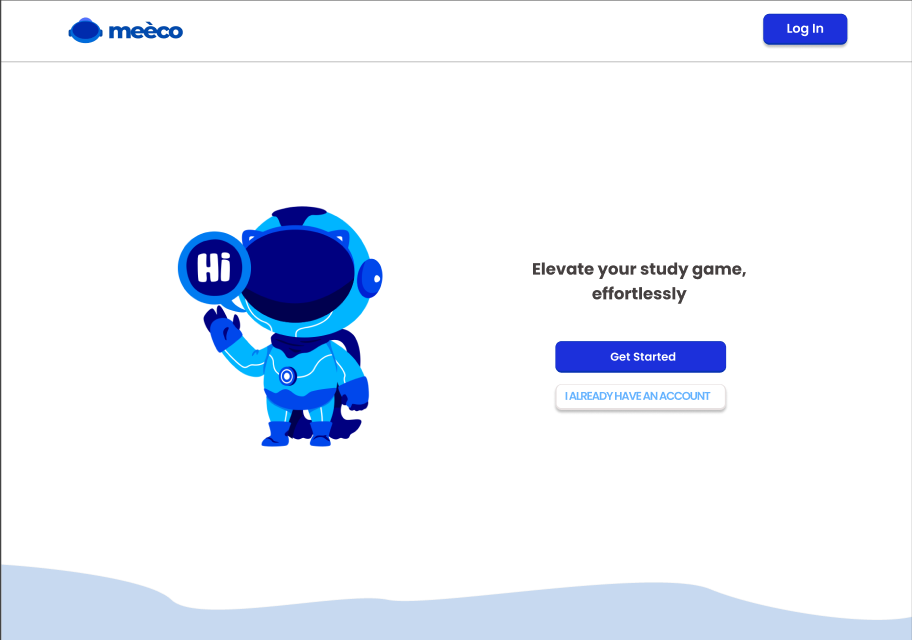 meèco
Log In
Hi
Elevate your study game,
effortlessly
Get Started
I ALREADY HAVE AN ACCOUNT